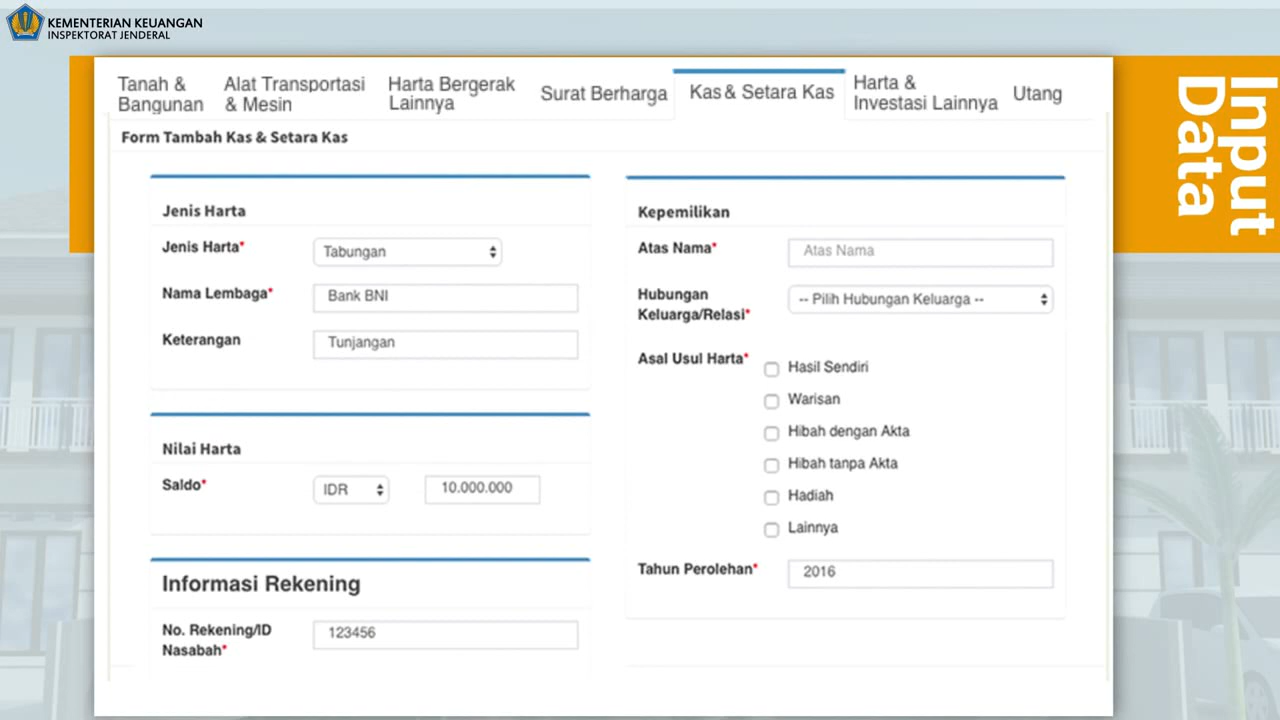 KEMENTERIAN KEUANGAN
INSPEKTORAT JENDERAL
Input
Data
Tanah &
Bangunan
Alat Transportasi
& Mesin
Harta Bergerak
Lainnya
Surat Berharga
Kas & Setara Kas
Harta &
Investasi Lainnya
Utang
Form Tambah Kas & Setara Kas
Jenis Harta
Jenis Harta*
Tabungan
Nama Lembaga*
Bank BNI
Keterangan
Tunjangan
Nilai Harta
Saldo*
IDR
10.000.000
Informasi Rekening
No. Rekening/ID
Nasabah*
123456
Kepemilikan
Atas Nama*
Atas Nama
Hubungan
Keluarga/Relasi*
-- Pilih Hubungan Keluarga --
Asal Usul Harta*
Hasil Sendiri
Warisan
Hibah dengan Akta
Hibah tanpa Akta
Hadiah
Lainnya
Tahun Perolehan*
2016